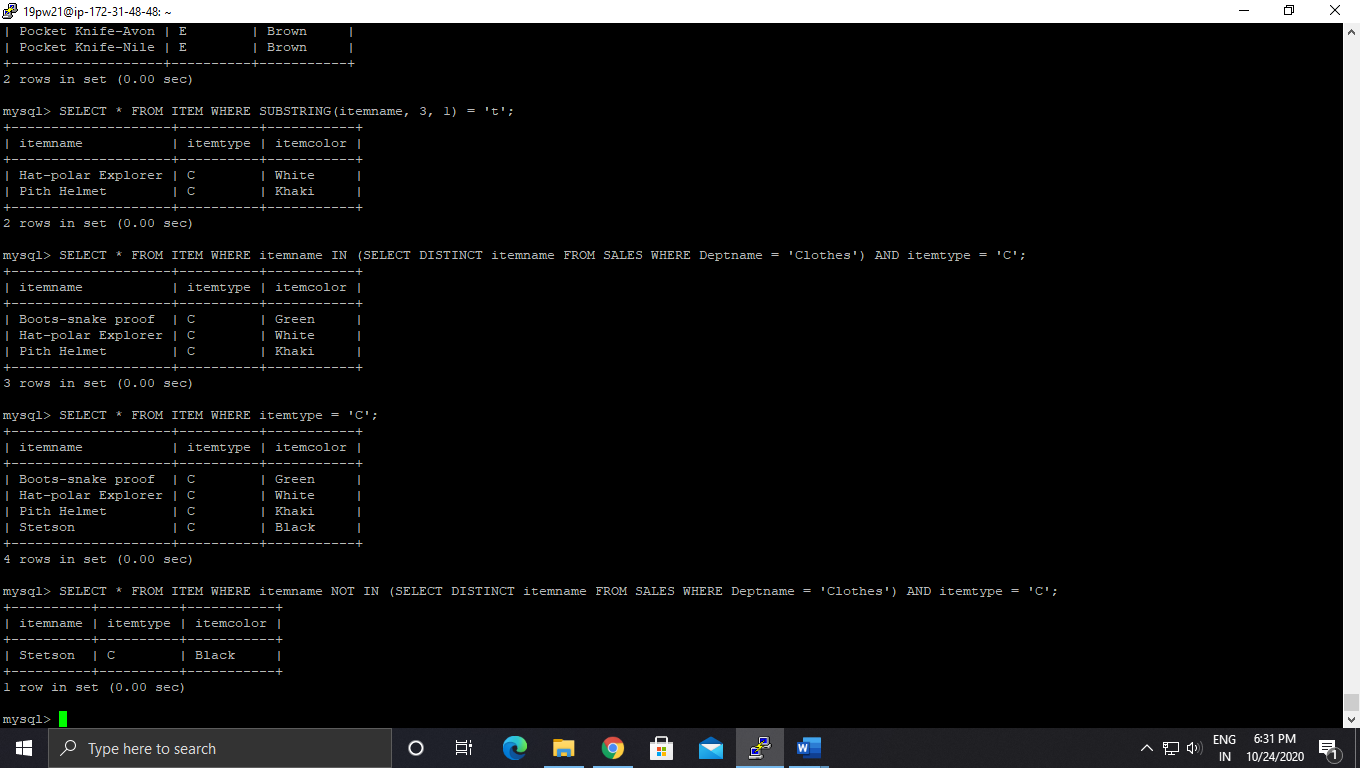 19pw21@ip-172-31-48-48: ~
| Pocket Knife-Avon | E        | Brown     |
| Pocket Knife-Nile | E        | Brown     |
+-------------------+----------+-----------+
2 rows in set (0.00 sec)
mysql> SELECT * FROM ITEM WHERE SUBSTRING(itemname, 3, 1) = 't';
+--------------------+----------+-----------+
| itemname           | itemtype | itemcolor |
+--------------------+----------+-----------+
| Hat-polar Explorer | C        | White     |
| Pith Helmet        | C        | Khaki     |
+--------------------+----------+-----------+
2 rows in set (0.00 sec)
mysql> SELECT * FROM ITEM WHERE itemname IN (SELECT DISTINCT itemname FROM SALES WHERE Deptname = 'Clothes') AND itemtype = 'C';
+--------------------+----------+-----------+
| itemname           | itemtype | itemcolor |
+--------------------+----------+-----------+
| Boots-snake proof  | C        | Green     |
| Hat-polar Explorer | C        | White     |
| Pith Helmet        | C        | Khaki     |
+--------------------+----------+-----------+
3 rows in set (0.00 sec)
mysql> SELECT * FROM ITEM WHERE itemtype = 'C';
+--------------------+----------+-----------+
| itemname           | itemtype | itemcolor |
+--------------------+----------+-----------+
| Boots-snake proof  | C        | Green     |
| Hat-polar Explorer | C        | White     |
| Pith Helmet        | C        | Khaki     |
| Stetson            | C        | Black     |
+--------------------+----------+-----------+
4 rows in set (0.00 sec)
mysql> SELECT * FROM ITEM WHERE itemname NOT IN (SELECT DISTINCT itemname FROM SALES WHERE Deptname = 'Clothes') AND itemtype = 'C';
+----------+----------+-----------+
| itemname | itemtype | itemcolor |
+----------+----------+-----------+
| Stetson  | C        | Black     |
+----------+----------+-----------+
1 row in set (0.00 sec)
mysql>
Type here to search
W
ENG
IN
6:31 PM
10/24/2020
1